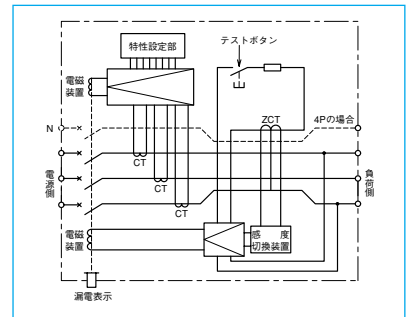 特性設定部
テストボタン
電磁
装置
N
ZCT
4Pの場合
CT
CT
CT
電源側
負荷側
電磁
装置
感度
切換装置
漏電表示